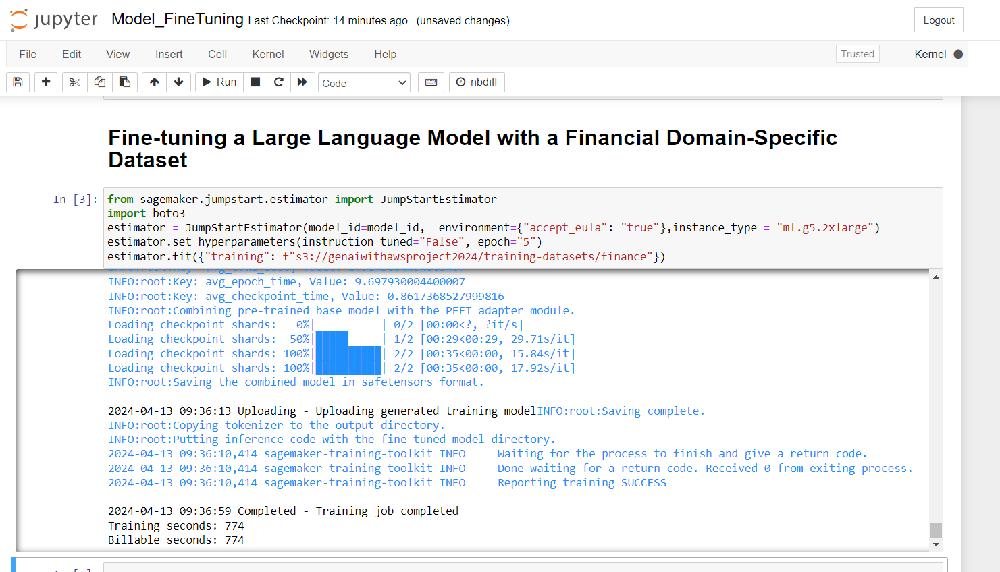 jupyter Model_FineTuning Last Checkpoint: 14 minutes ago (unsaved changes) Logout
File Edit View Insert Cell Kernel Widgets Help Trusted Kernel
Run Code nbdiff
Fine-tuning a Large Language Model with a Financial Domain-Specific
Dataset
In [3]: from sagemaker.jumpstart.estimator import JumpStartEstimator
import boto3
estimator = JumpStartEstimator(model_id=model_id,  environment={"accept_eula": "true"},instance_type = "ml.g5.2xlarge")
estimator.set_hyperparameters(instruction_tuned="False", epoch="5")
estimator.fit({"training": f"s3://genaiwithawsproject2024/training-datasets/finance"})
INFO:root:Key: avg_epoch_time, Value: 9.697930004400007
INFO:root:Key: avg_checkpoint_time, Value: 0.8617368527999816
INFO:root:Combining pre-trained base model with the PEFT adapter module.
Loading checkpoint shards:   0%|          | 0/2 [00:00<?, ?it/s]
Loading checkpoint shards:  50%|█████     | 1/2 [00:29<00:29, 29.71s/it]
Loading checkpoint shards: 100%|██████████| 2/2 [00:35<00:00, 15.84s/it]
Loading checkpoint shards: 100%|██████████| 2/2 [00:35<00:00, 17.92s/it]
INFO:root:Saving the combined model in safetensors format.
2024-04-13 09:36:13 Uploading - Uploading generated training modelINFO:root:Saving complete.
INFO:root:Copying tokenizer to the output directory.
INFO:root:Putting inference code with the fine-tuned model directory.
2024-04-13 09:36:10,414 sagemaker-training-toolkit INFO     Waiting for the process to finish and give a return code.
2024-04-13 09:36:10,414 sagemaker-training-toolkit INFO     Done waiting for a return code. Received 0 from exiting process.
2024-04-13 09:36:10,414 sagemaker-training-toolkit INFO     Reporting training SUCCESS
2024-04-13 09:36:59 Completed - Training job completed
Training seconds: 774
Billable seconds: 774